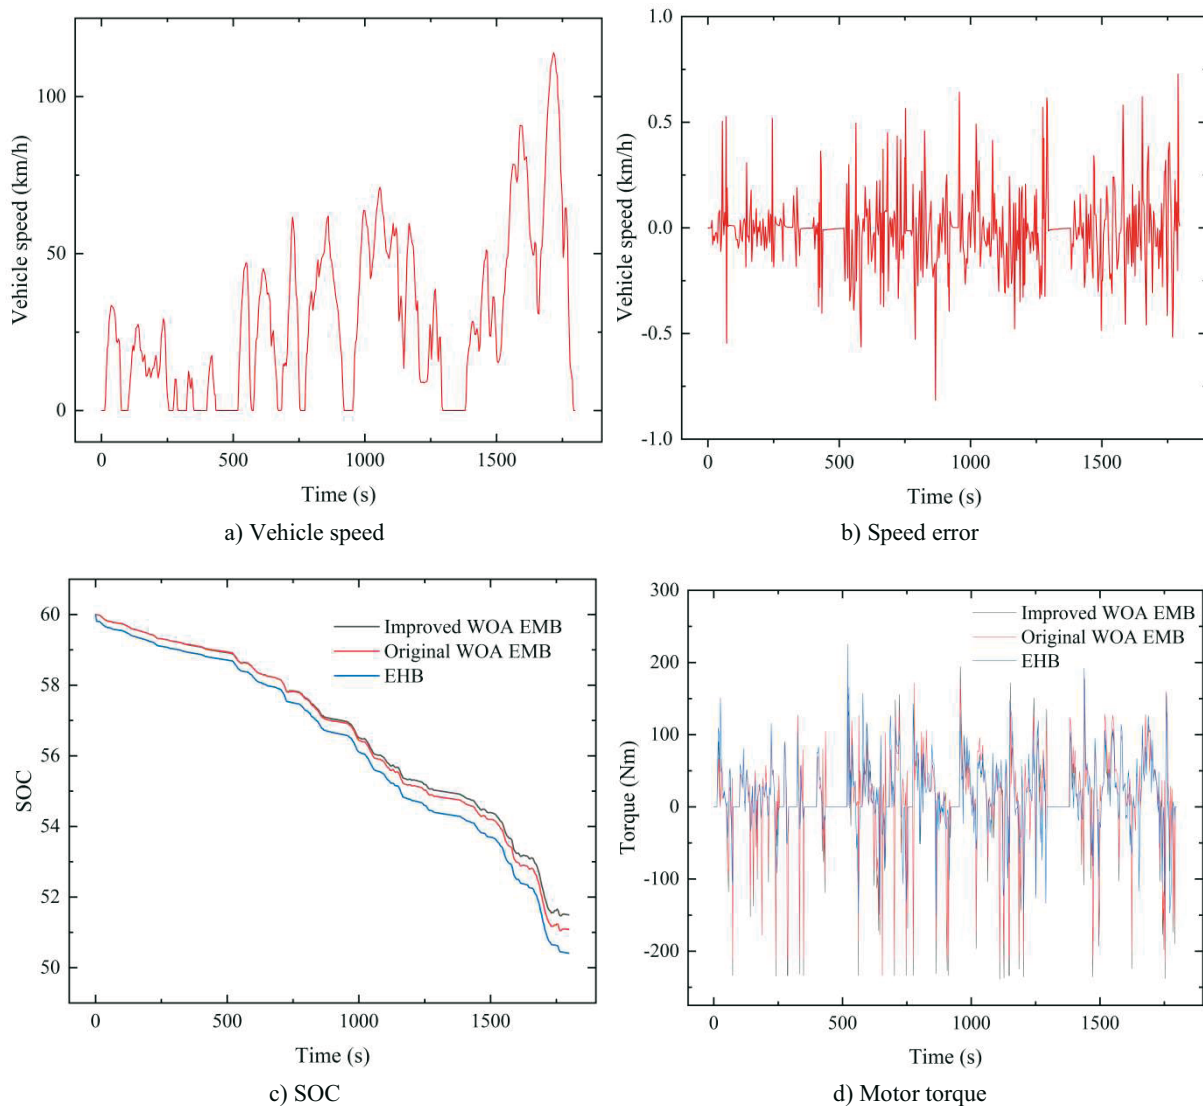 Vehicle speed (km/h)
100
50
0
0
500
1000
1500
Time (s)
a) Vehicle speed
Vehicle speed (km/h)
1.0
0.5
0.0
-0.5
-1.0
0
500
1000
1500
Time (s)
b) Speed error
SOC
60
58
56
54
52
50
Improved WOA EMB
Original WOA EMB
EHB
0
500
1000
1500
Time (s)
c) SOC
Torque (Nm)
300
200
100
0
-100
-200
Improved WOA EMB
Original WOA EMB
EHB
0
500
1000
1500
Time (s)
d) Motor torque